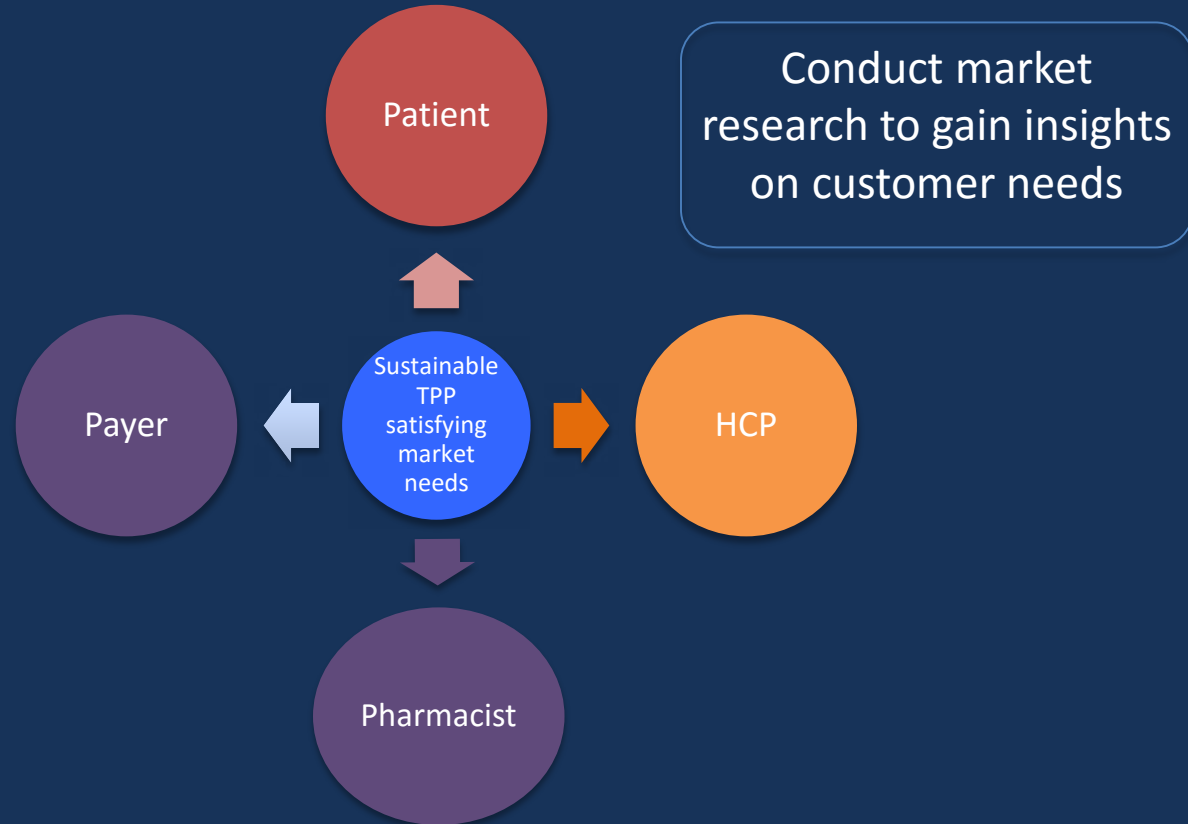 Patient
Conduct market
research to gain insights
on customer needs
Payer
Sustainable
TPP
satisfying
market
needs
HCP
Pharmacist